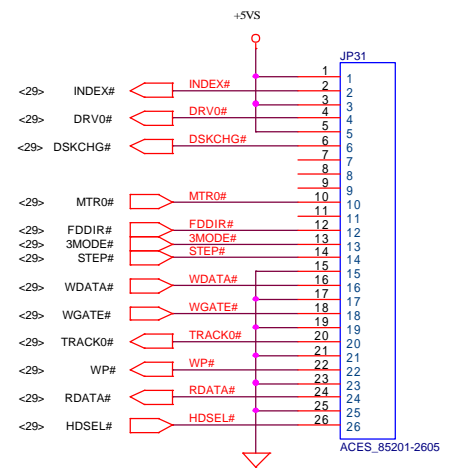 +5VS
JP31
1 1
<29> INDEX# INDEX# 2 2
3 3
<29> DRV0# DRV0# 4 4
5 5
<29> DSKCHG# DSKCHG# 6 6
7 7
8 8
9 9
<29> MTR0# MTR0# 10 10
11 11
<29> FDDIR# FDDIR# 12 12
<29> 3MODE# 3MODE# 13 13
<29> STEP# STEP# 14 14
15 15
<29> WDATA# WDATA# 16 16
17 17
<29> WGATE# WGATE# 18 18
19 19
<29> TRACK0# TRACK0# 20 20
21 21
<29> WP# WP# 22 22
23 23
<29> RDATA# RDATA# 24 24
25 25
<29> HDSEL# HDSEL# 26 26
ACES_85201-2605